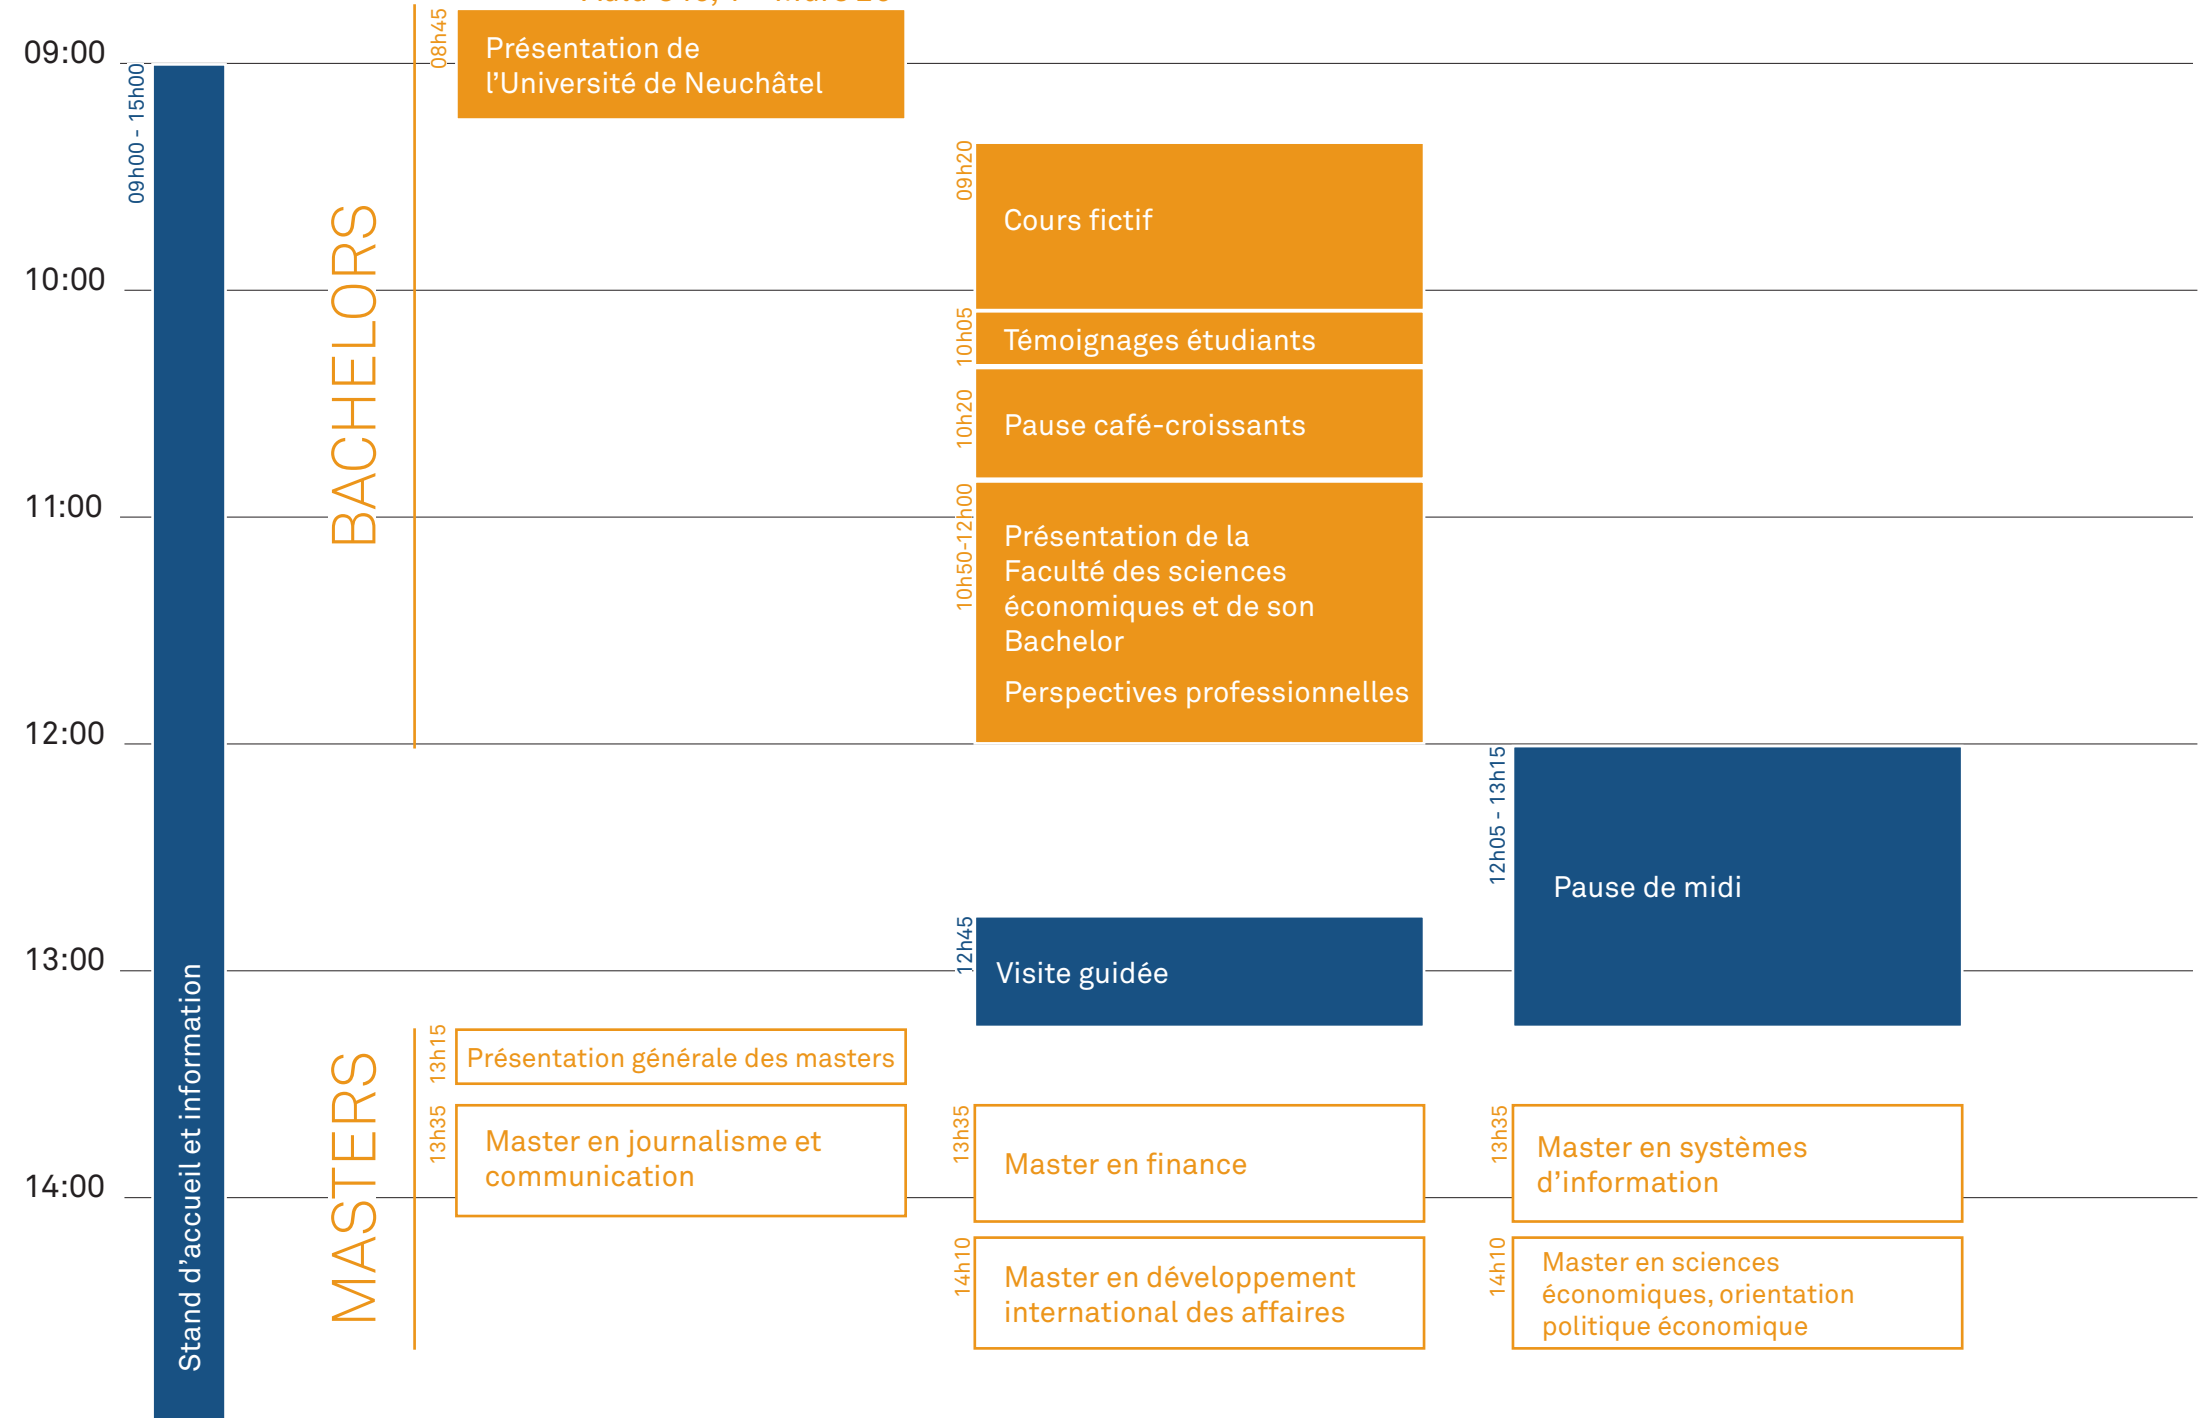 09:00
10:00
11:00
12:00
13:00
14:00
09h00 - 15h00
Stand d'accueil et information
BACHELORS
08h45
Présentation de
l'Université de Neuchâtel
09h20
Cours fictif
10h05
Témoignages étudiants
10h20
Pause café-croissants
10h50-12h00
Présentation de la
Faculté des sciences
économiques et de son
Bachelor
Perspectives professionnelles
12h05 - 13h15
Pause de midi
12h45
Visite guidée
MASTERS
13h15
Présentation générale des masters
13h35
Master en journalisme et
communication
13h35
Master en finance
13h35
Master en systèmes
d'information
14h10
Master en développement
international des affaires
14h10
Master en sciences
économiques, orientation
politique économique